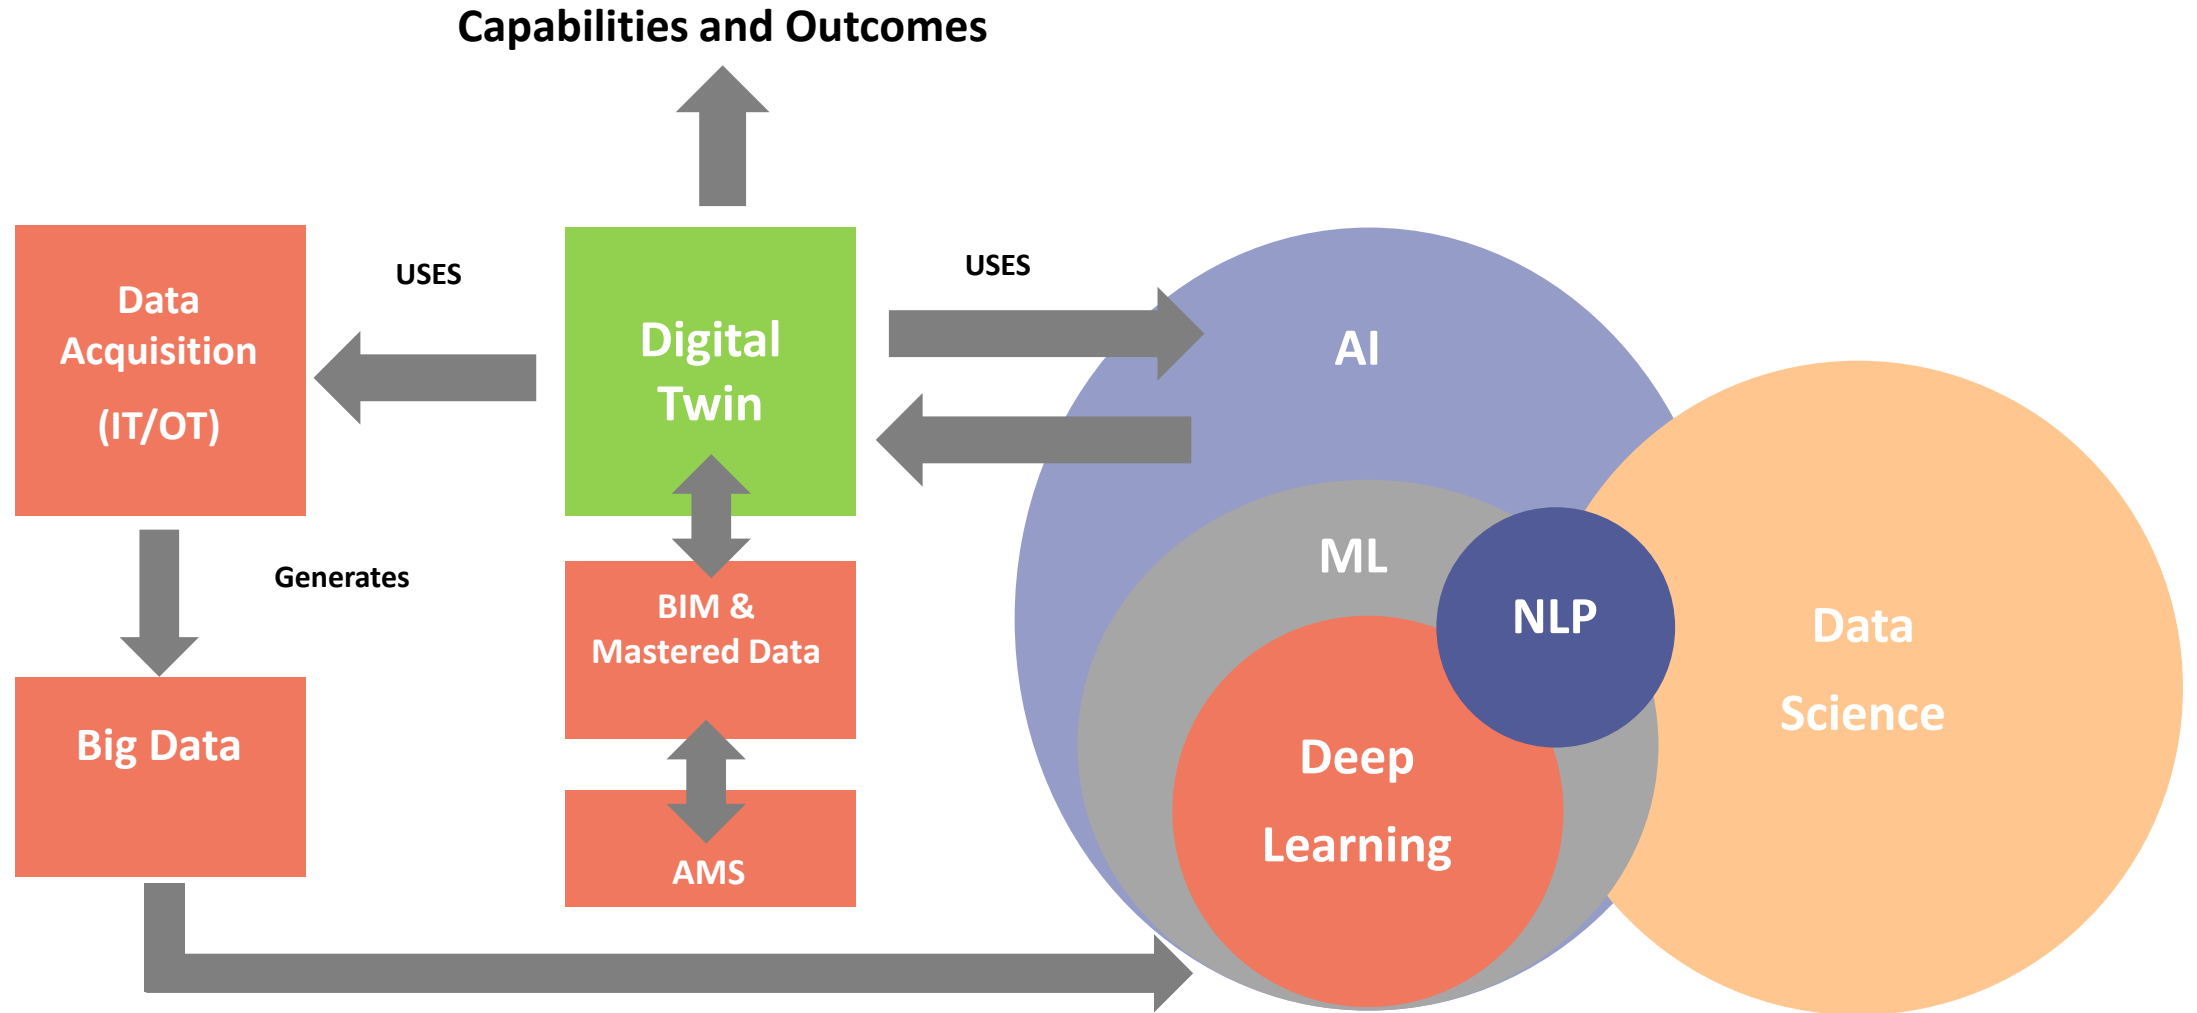 Capabilities and Outcomes
Data
Acquisition
(IT/OT)
USES
Digital
Twin
USES
AI
Generates
BIM &
Mastered Data
ML
NLP
Data
Science
Big Data
Deep
Learning
AMS